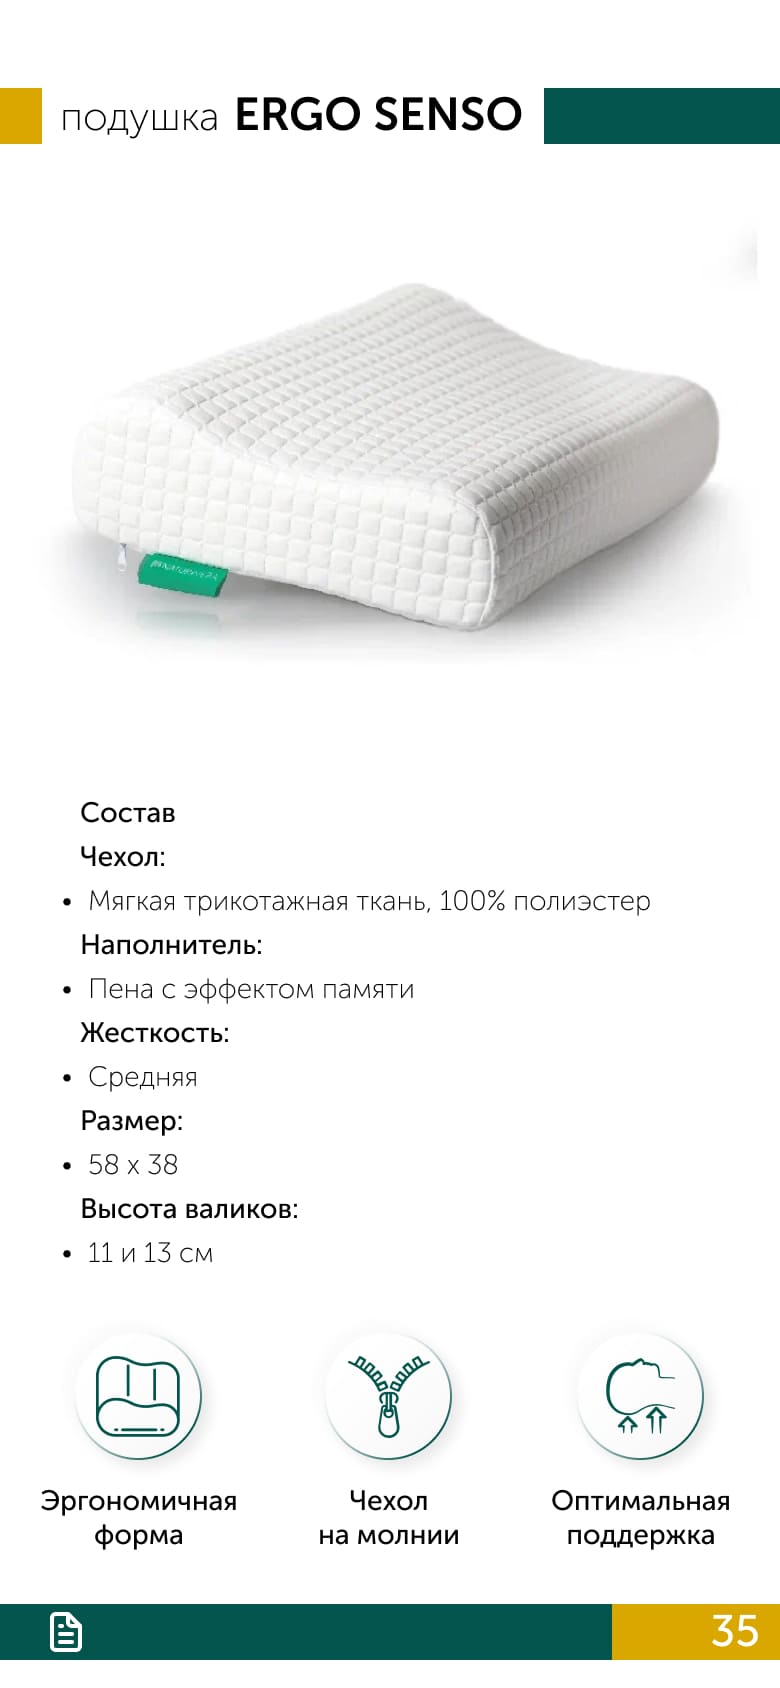 подушка ERGO SENSO
Состав
Чехол:
• Мягкая трикотажная ткань, 100% полиэстер
Наполнитель:
• Пена с эффектом памяти
Жесткость:
• Средняя
Размер:
• 58 x 38
Высота валиков:
• 11 и 13 см
Эргономичная
форма
Чехол
на молнии
Оптимальная
поддержка
35